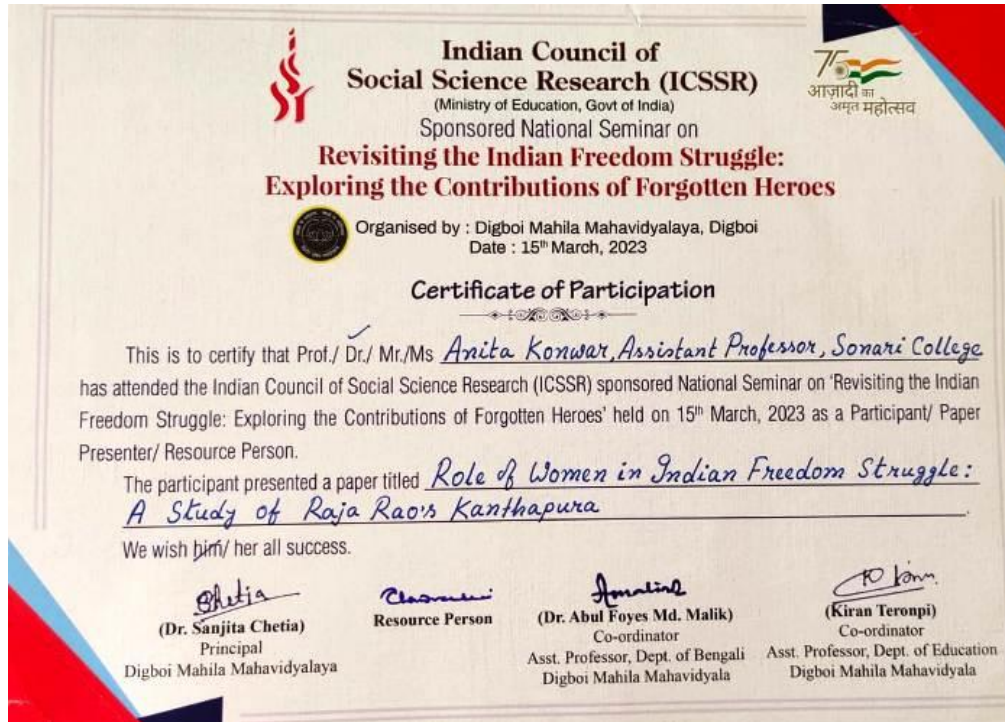 Indian Council of
Social Science Research (ICSSR)
(Ministry of Education, Govt of India)
Sponsored National Seminar on
Revisiting the Indian Freedom Struggle:
Exploring the Contributions of Forgotten Heroes
75
आज़ादी का
अमृत महोत्सव
Organised by : Digboi Mahila Mahavidyalaya, Digboi
Date : 15th March, 2023
Certificate of Participation
This is to certify that Prof./ Dr./ Mr./Ms Anita Konwar, Assistant Professor, Sonari College
has attended the Indian Council of Social Science Research (ICSSR) sponsored National Seminar on 'Revisiting the Indian
Freedom Struggle: Exploring the Contributions of Forgotten Heroes' held on 15th March, 2023 as a Participant/ Paper
Presenter/ Resource Person.
The participant presented a paper titled Role of Women in Indian Freedom Struggle:
A Study of Raja Rao's Kanthapura.
We wish him/ her all success.
Chetia
(Dr. Sanjita Chetia)
Principal
Digboi Mahila Mahavidyalaya
Resource Person
(Dr. Abul Foyes Md. Malik)
Co-ordinator
Asst. Professor, Dept. of Bengali
Digboi Mahila Mahavidyala
(Kiran Teronpi)
Co-ordinator
Asst. Professor, Dept. of Education
Digboi Mahila Mahavidyala